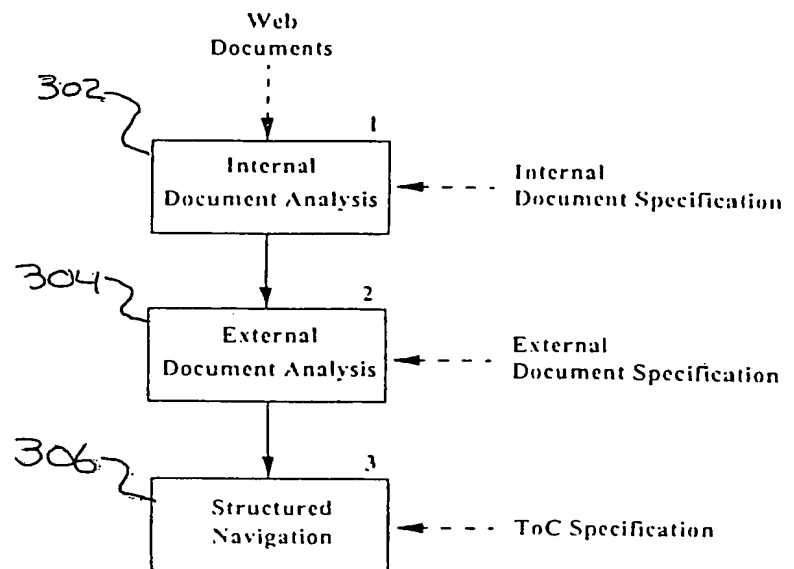 Web
Documents
302
1
Internal
Document Analysis
Internal
Document Specification
304
2
External
Document Analysis
External
Document Specification
306
3
Structured
Navigation
ToC Specification